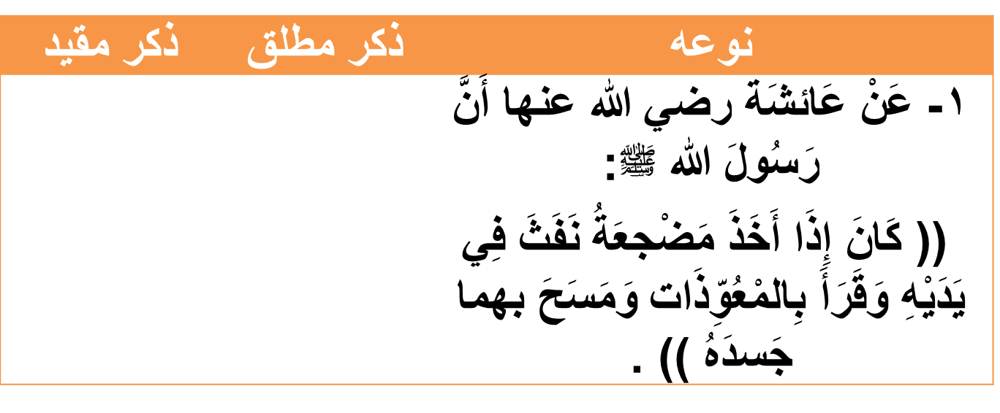 نوعه ذكر مطلق ذكر مقيد
١- عَنْ عَائشَة رضي الله عنها أَنَّ
رَسُولَ الله ﷺ:
(( كَانَ إِذَا أَخَذَ مَضْجعَةُ نَفَثَ فِي
يَدَيْهِ وَقَرَأَ بِالمْعُوِّذَات وَمَسَحَ بهما
جَسدَهُ )) .